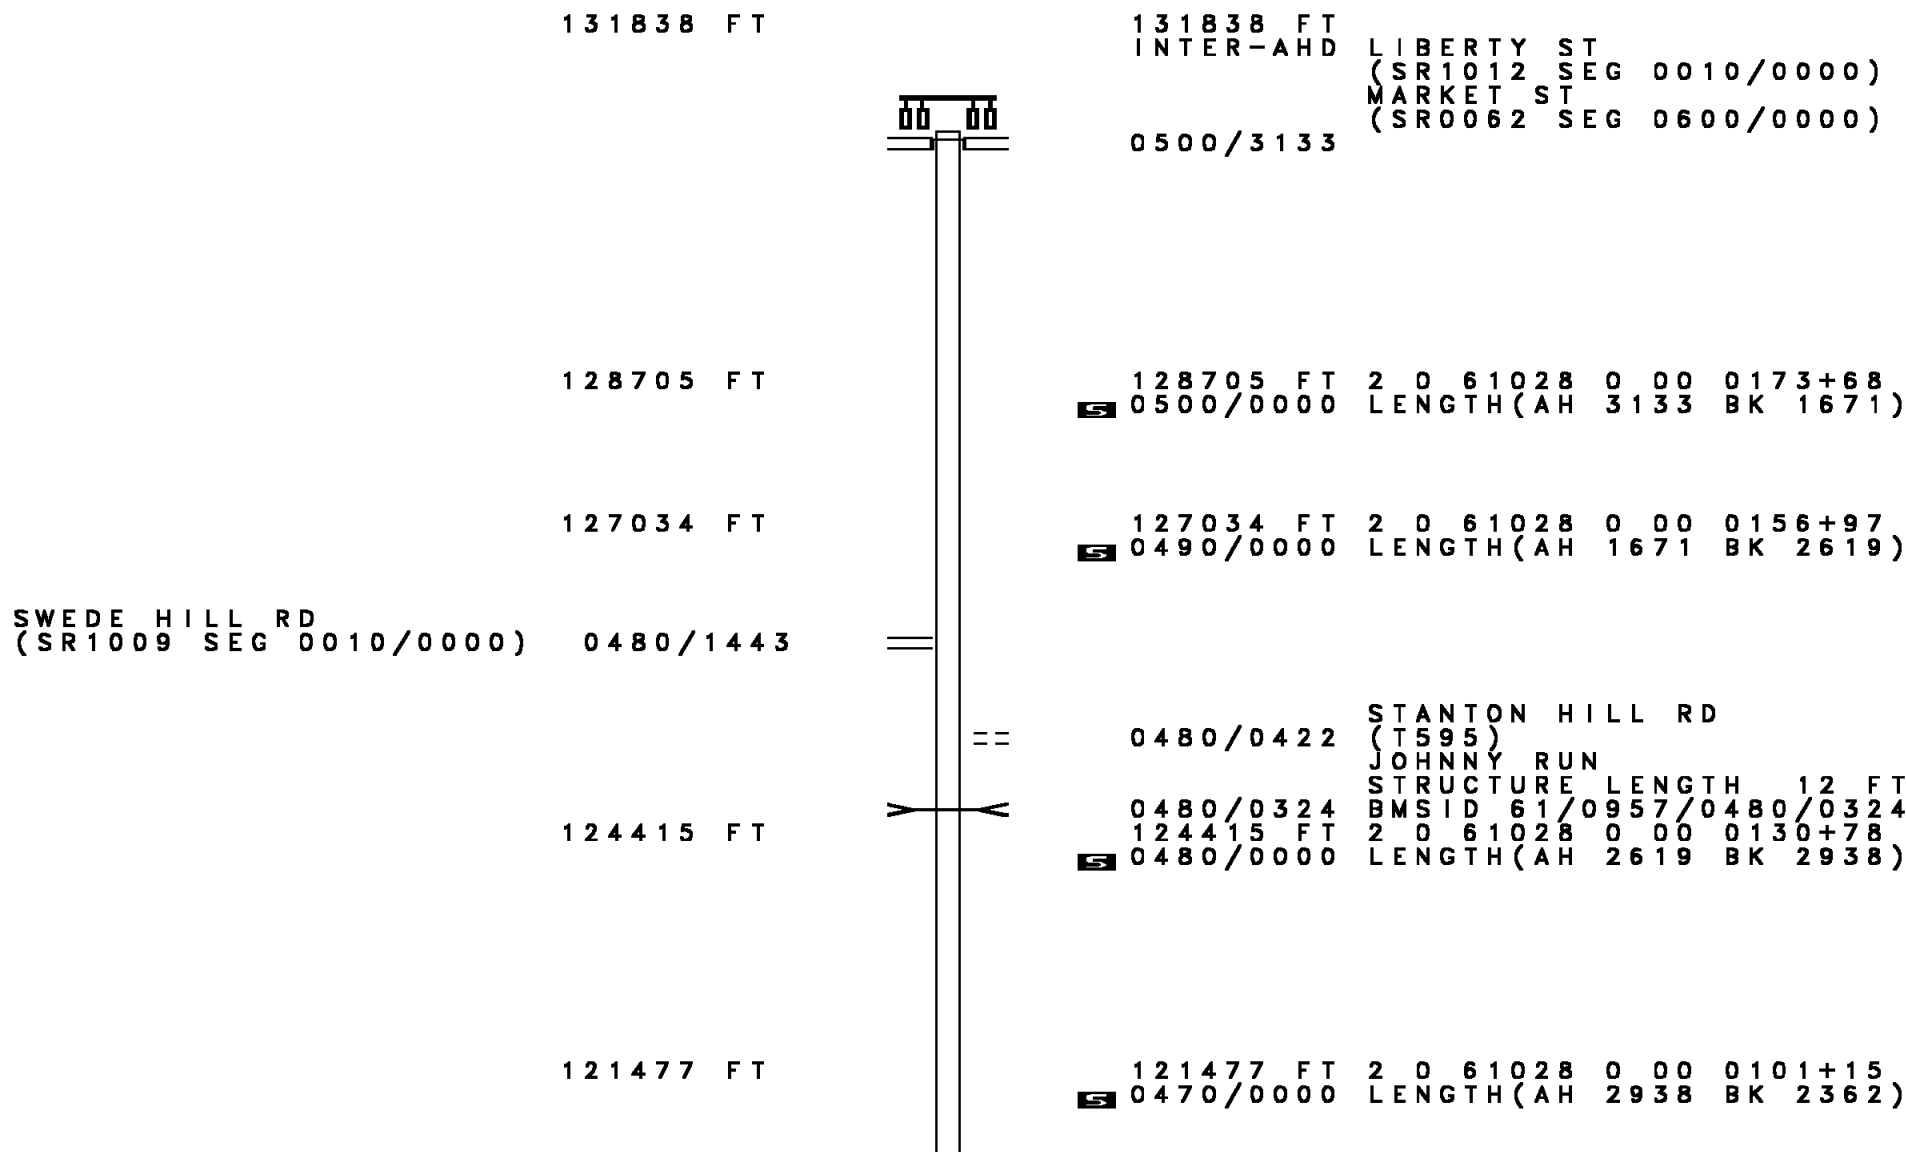 131838 FT 131838 FT
INTER-AHD LIBERTY ST
(SR1012 SEG 0010/0000)
MARKET ST
(SR0062 SEG 0600/0000)
0500/3133
128705 FT 128705 FT 2 0 61028 0 00 0173+68
S 0500/0000 LENGTH(AH 3133 BK 1671)
127034 FT 127034 FT 2 0 61028 0 00 0156+97
S 0490/0000 LENGTH(AH 1671 BK 2619)
SWEDE HILL RD
(SR1009 SEG 0010/0000) 0480/1443
STANTON HILL RD
0480/0422 (T595)
JOHNNY RUN
STRUCTURE LENGTH 12 FT
0480/0324 BMSID 61/0957/0480/0324
124415 FT 124415 FT 2 0 61028 0 00 0130+78
S 0480/0000 LENGTH(AH 2619 BK 2938)
121477 FT 121477 FT 2 0 61028 0 00 0101+15
S 0470/0000 LENGTH(AH 2938 BK 2362)